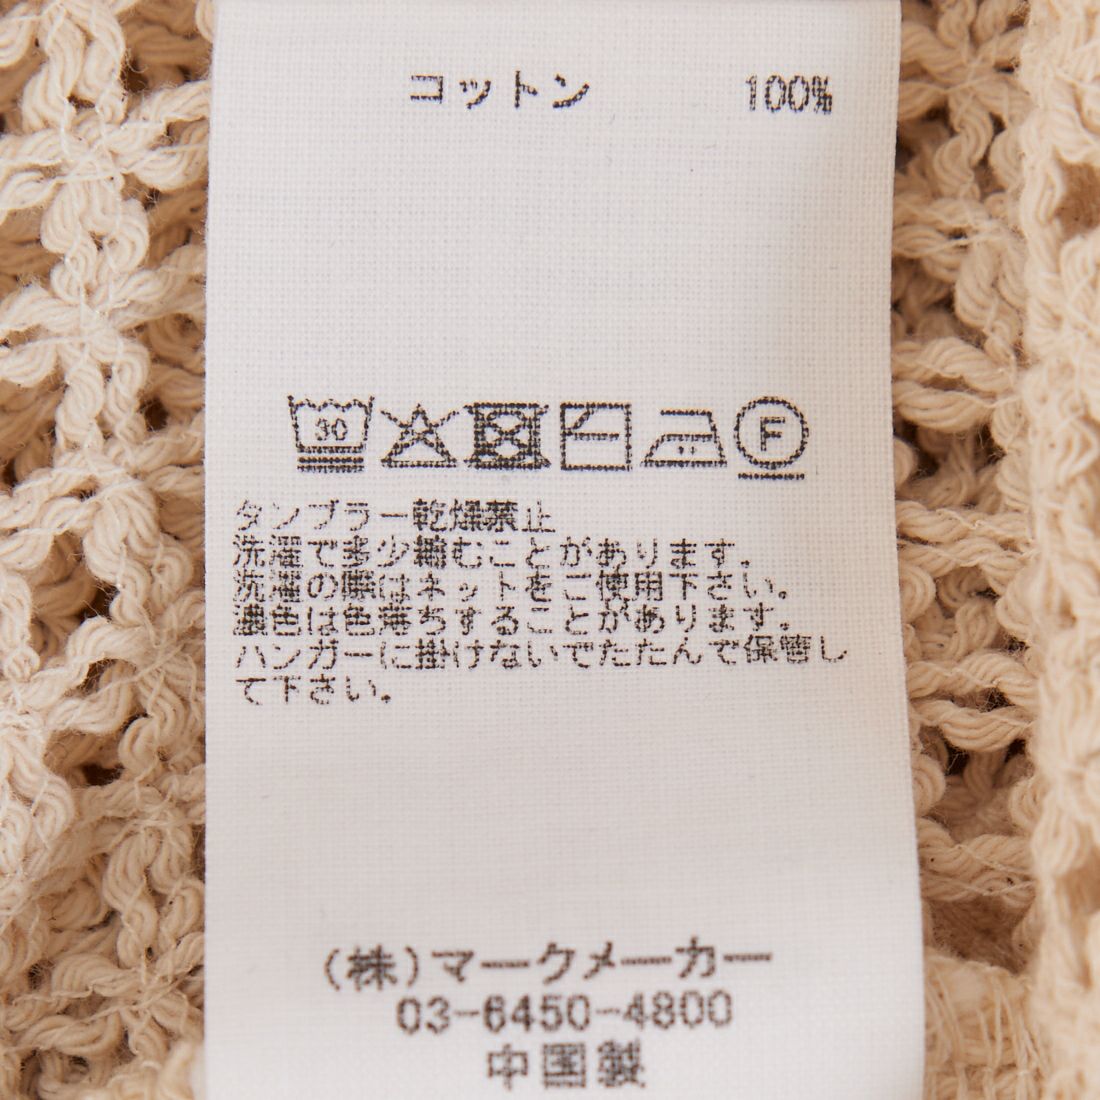 コットン 100%
30
F
タンブラー乾燥禁止
洗濯で多少縮むことがあります。
洗濯の際はネットをご使用下さい。
濃色は色落ちすることがあります。
ハンガーに掛けないでたたんで保管し
て下さい。
(株)マークメーカー
03-6450-4800
中国製